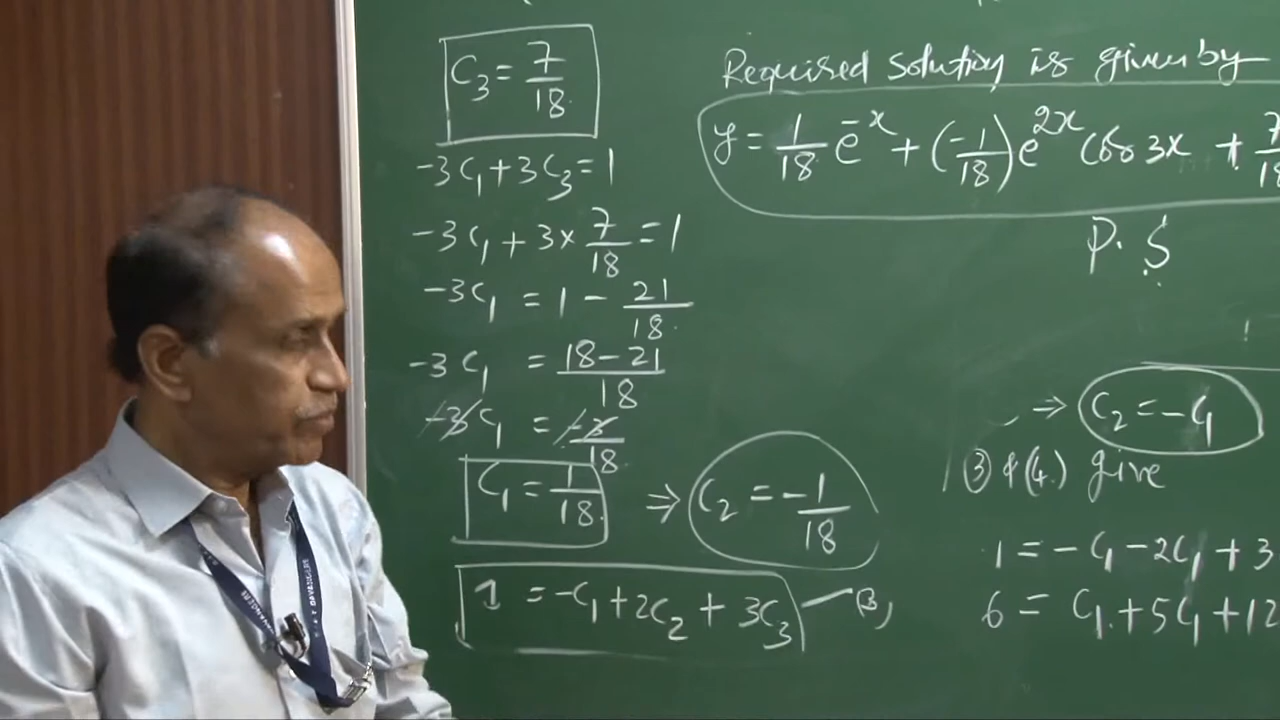 C₃ = 7/18
-3C₁ + 3C₃ = 1
-3C₁ + 3 × 7/18 = 1
-3C₁ = 1 - 21/18
-3C₁ = 18-21/18
-3C₁ = -3/18
C₁ = 1/18 ⇒ C₂ = -1/18
1 = -C₁ + 2C₂ + 3C₃ — (3)
Required solution is given by
y = 1/18 e^-x + (-1/18) e^2x cos 3x + 7/18
P.S
⇒ C₂ = -C₁
③ & (4.) give
1 = -C₁ - 2C₁ + 3
6 = C₁ + 5C₁ + 12